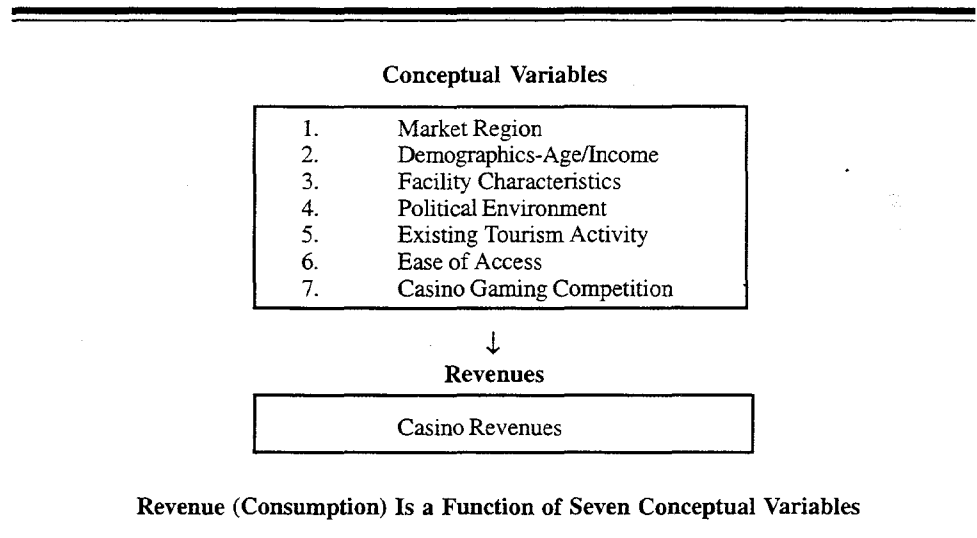 Conceptual Variables
1. Market Region
2. Demographics-Age/Income
3. Facility Characteristics
4. Political Environment
5. Existing Tourism Activity
6. Ease of Access
7. Casino Gaming Competition
↓
Revenues
Casino Revenues
Revenue (Consumption) Is a Function of Seven Conceptual Variables